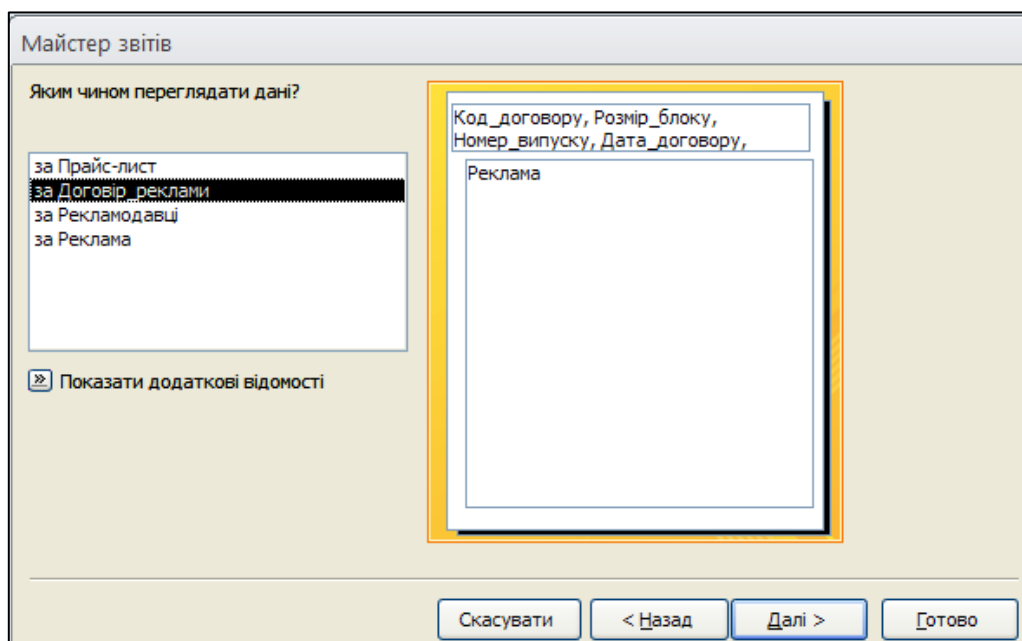 Майстер звітів
Яким чином переглядати дані?
за Прайс-лист
за Договір_реклами
за Рекламодавці
за Реклама
» Показати додаткові відомості
Код_договору, Розмір_блоку,
Номер_випуску, Дата_договору,
Реклама
Скасувати
< Назад
Далі >
Готово